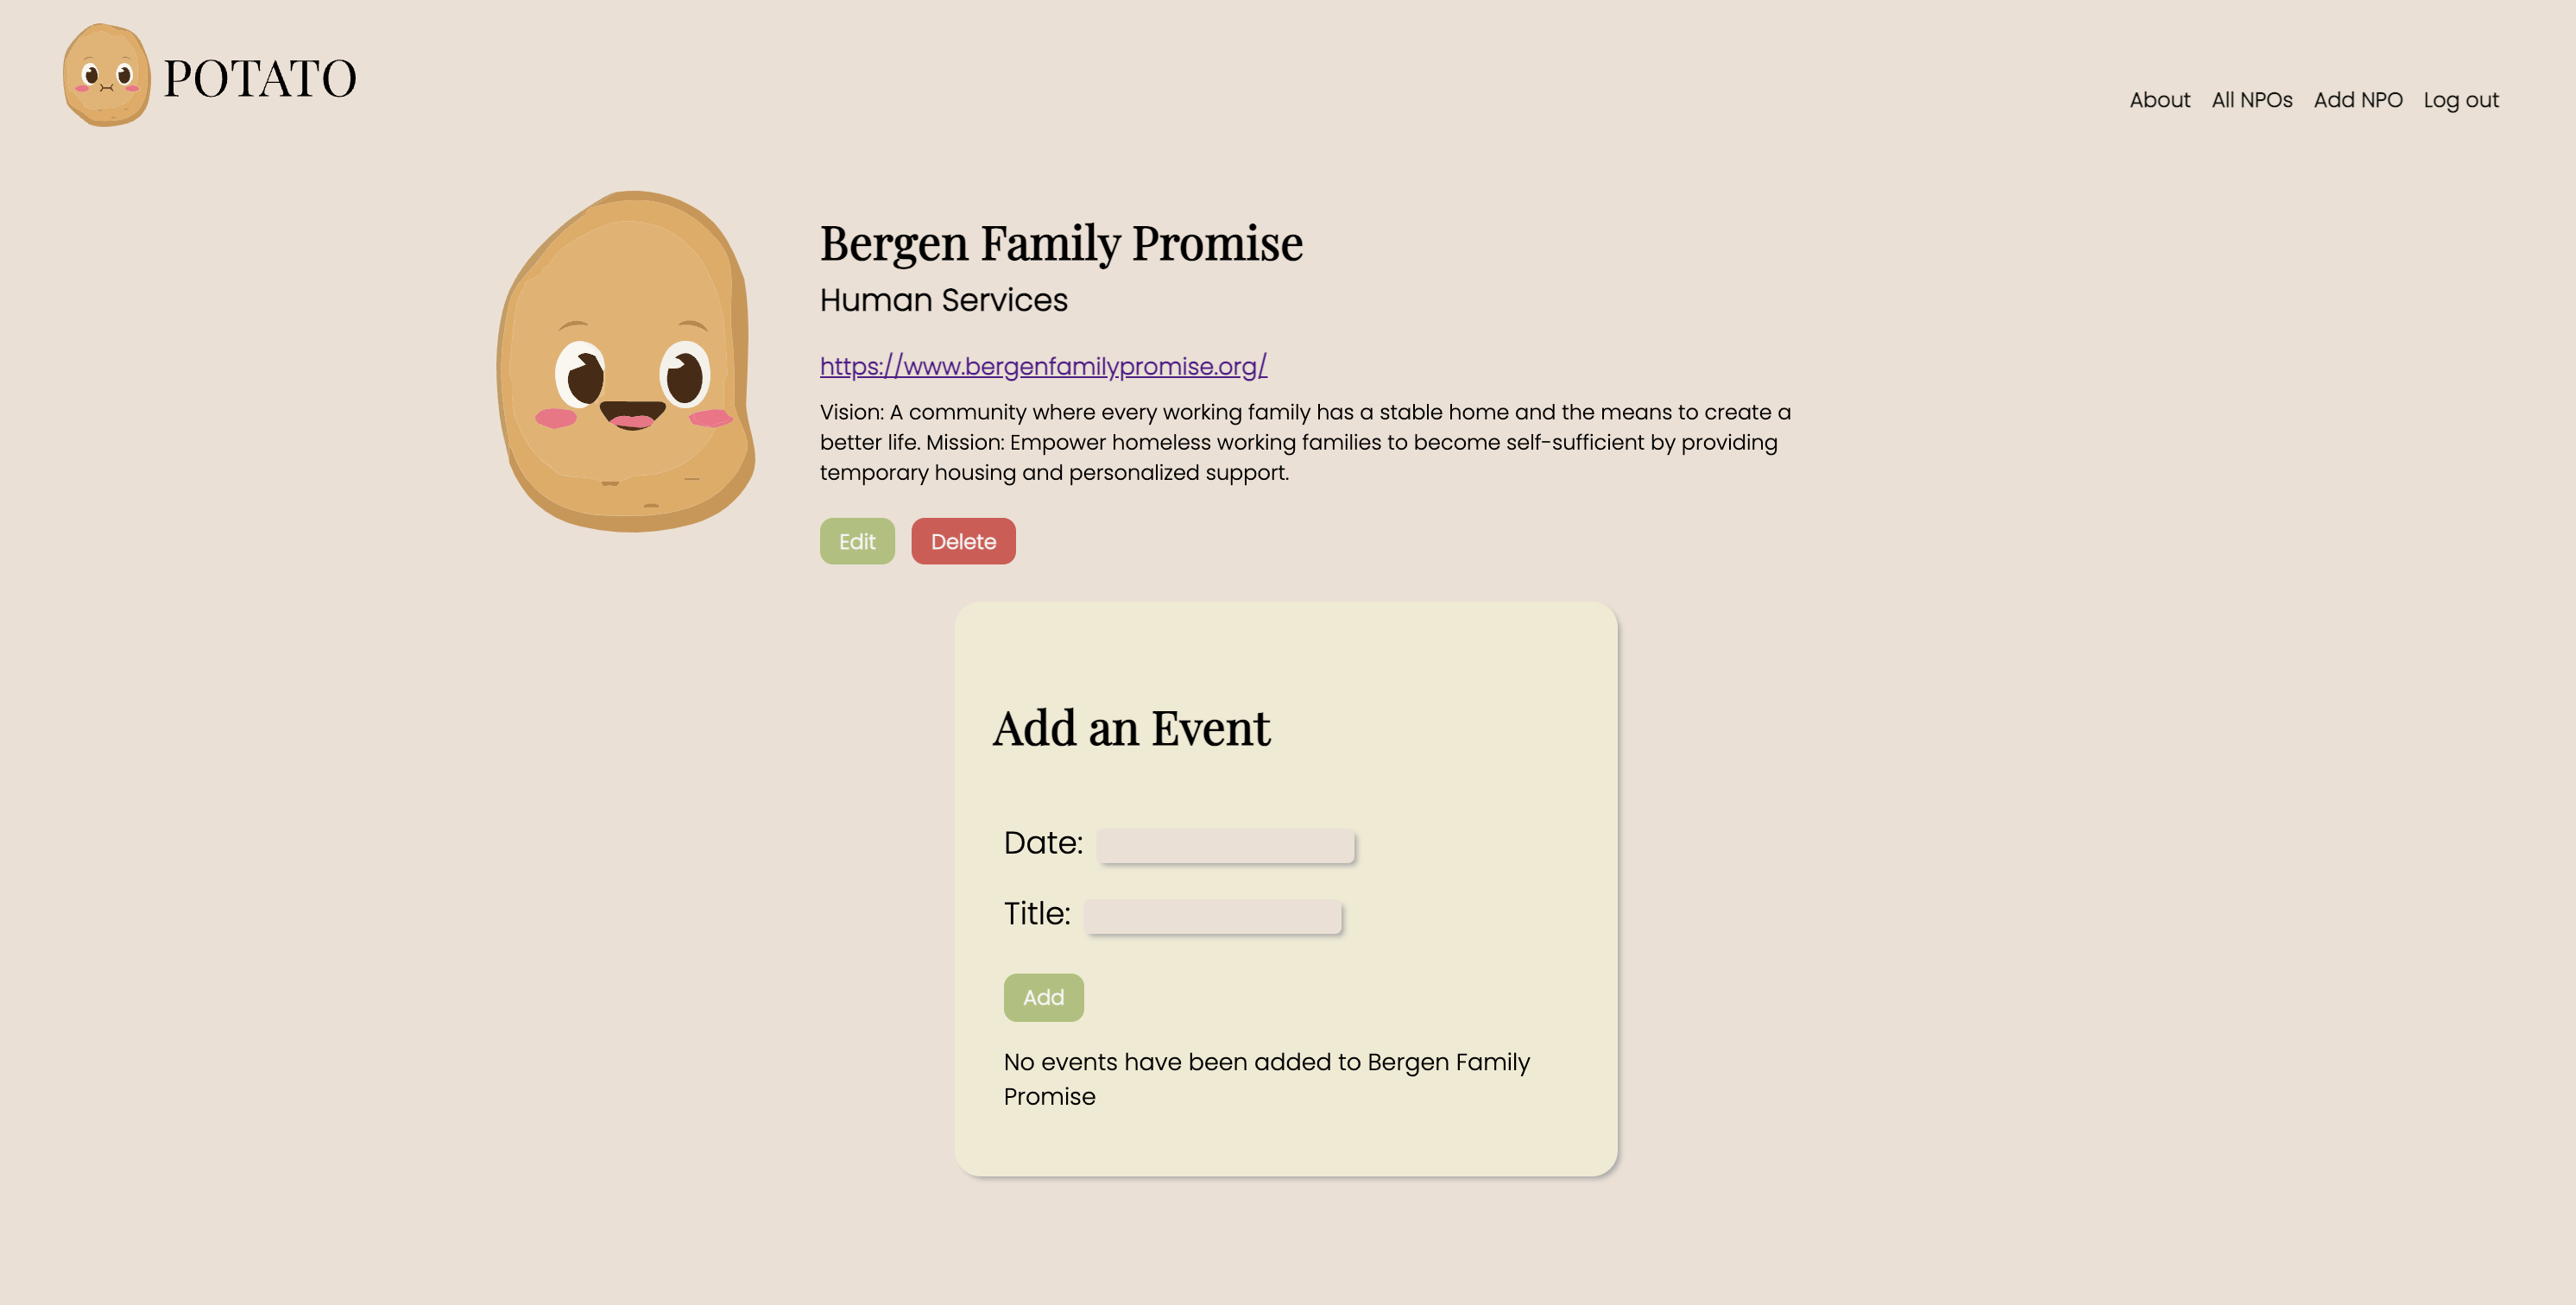 POTATO
About All NPOs Add NPO Log out
Bergen Family Promise
Human Services
https://www.bergenfamilypromise.org/
Vision: A community where every working family has a stable home and the means to create a
better life. Mission: Empower homeless working families to become self-sufficient by providing
temporary housing and personalized support.
Edit Delete
Add an Event
Date:
Title:
Add
No events have been added to Bergen Family
Promise